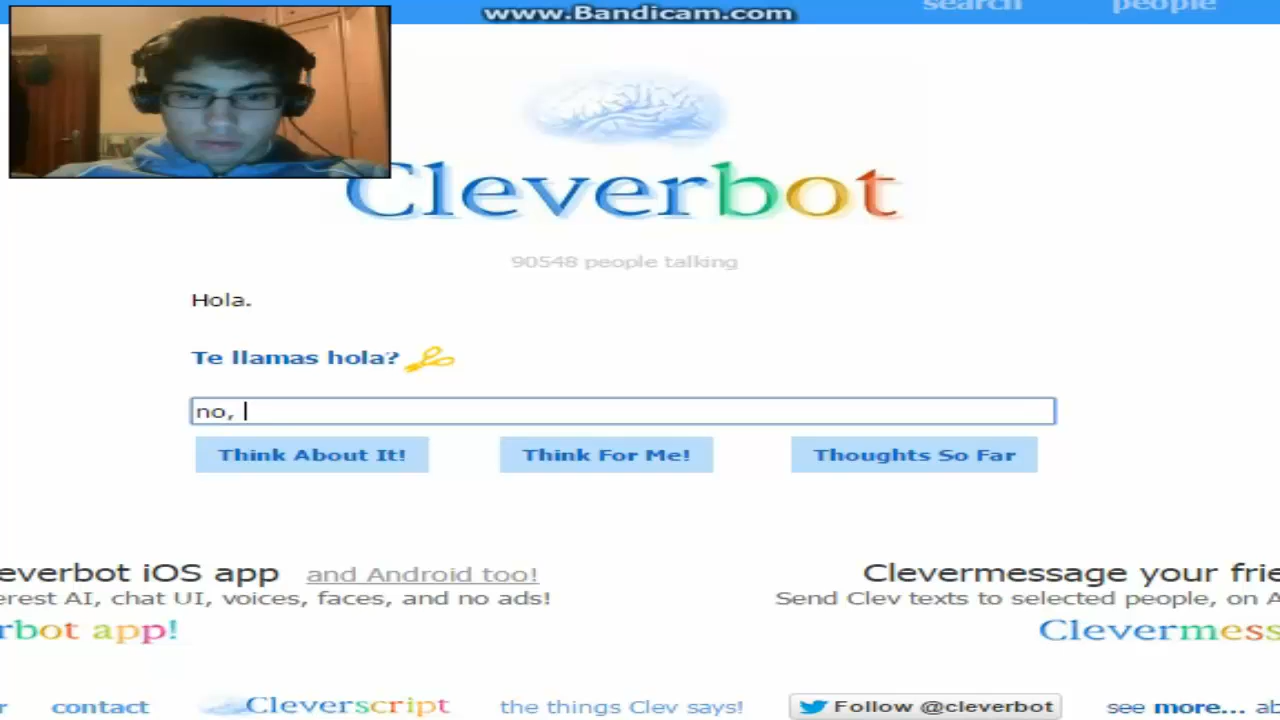 www.Bandicam.com
search people
Cleverbot
90548 people talking
Hola.
Te llamas hola?
no,
Think About It! Think For Me! Thoughts So Far
everbot iOS app and Android too! Clevermessage your frie
erest AI, chat UI, voices, faces, and no ads! Send Clev texts to selected people, on A
rbot app! Clevermess
r contact Cleverscript the things Clev says! Follow @cleverbot see more... ab